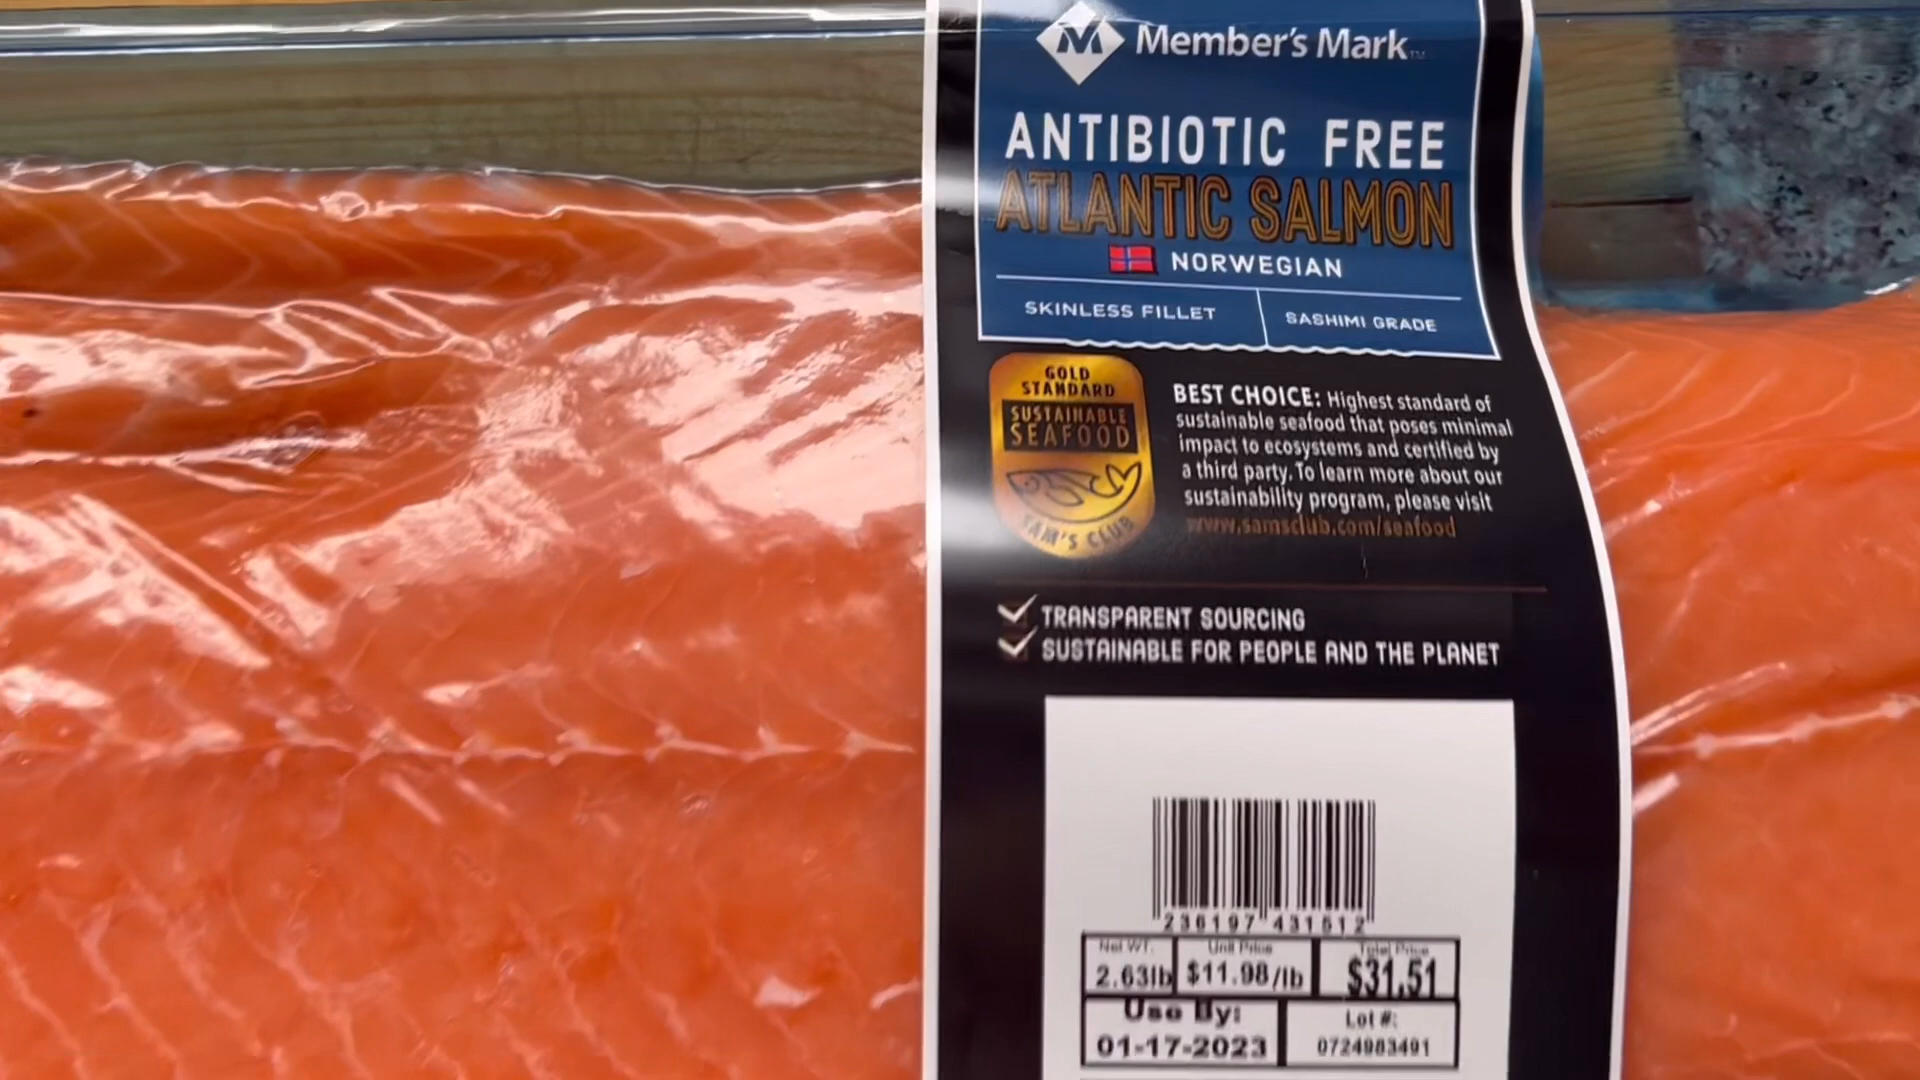 Member's Mark™
ANTIBIOTIC FREE
ATLANTIC SALMON
NORWEGIAN
SKINLESS FILLET
SASHIMI GRADE
GOLD
STANDARD
SUSTAINABLE
SEAFOOD
SAM'S CLUB
BEST CHOICE: Highest standard of
sustainable seafood that poses minimal
impact to ecosystems and certified by
a third party. To learn more about our
sustainability program, please visit
www.samsclub.com/seafood
TRANSPARENT SOURCING
SUSTAINABLE FOR PEOPLE AND THE PLANET
236197 431512
Net WT. Unit Price Total Price
2.63lb $11.98/lb $31.51
Use By: Lot #:
01-17-2023 0724983491